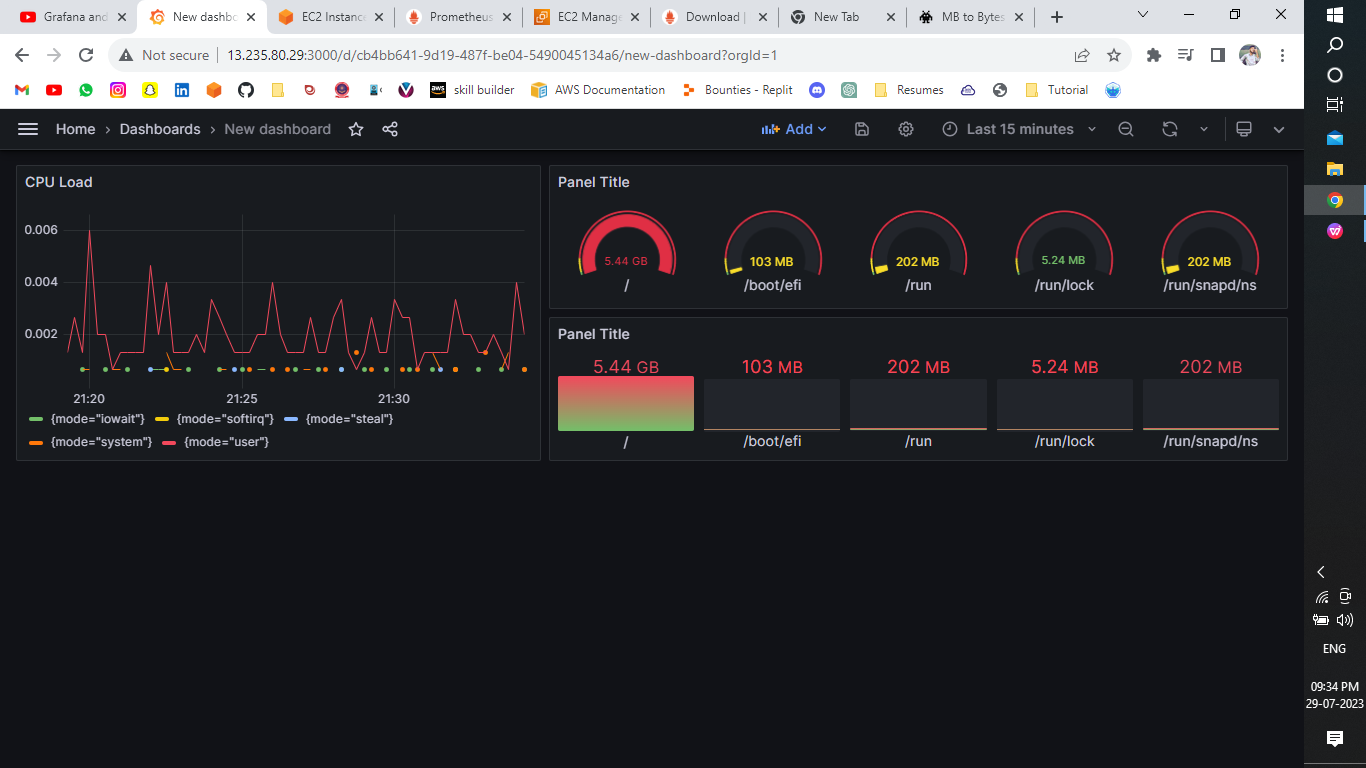 Grafana and
New dashbo
EC2 Instance
Prometheus
EC2 Manage
Download |
New Tab
MB to Bytes
Not secure
13.235.80.29:3000/d/cb4bb641-9d19-487f-be04-5490045134a6/new-dashboard?orgId=1
aws
skill builder
AWS Documentation
Bounties - Replit
Resumes
Tutorial
Home › Dashboards › New dashboard
Add
Last 15 minutes
CPU Load
0.006
0.004
0.002
21:20
21:25
21:30
{mode="iowait"}
{mode="softirq"}
{mode="steal"}
{mode="system"}
{mode="user"}
Panel Title
5.44 GB
103 MB
202 MB
5.24 MB
202 MB
/
/boot/efi
/run
/run/lock
/run/snapd/ns
Panel Title
5.44 GB
103 MB
202 MB
5.24 MB
202 MB
/
/boot/efi
/run
/run/lock
/run/snapd/ns
ENG
09:34 PM
29-07-2023